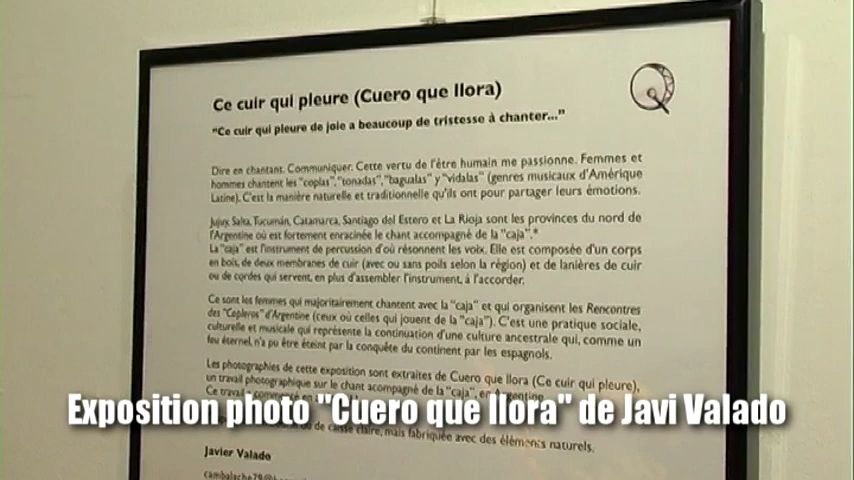 Ce cuir qui pleure (Cuero que llora)
"Ce cuir qui pleure de joie a beaucoup de tristesse à chanter..."
Dire en chantant. Communiquer. Cette vertu de l'être humain me passionne. Femmes et
hommes chantent les "coplas", "tonadas", "bagualas" y "vidalas" (genres musicaux d'Amérique
Latine). C'est la manière naturelle et traditionnelle qu'ils ont pour partager leurs émotions.
Jujuy, Salta, Tucumán, Catamarca, Santiago del Estero et La Rioja sont les provinces du nord de
l'Argentine où est fortement enracinée le chant accompagné de la "caja".*
La "caja" est l'instrument de percussion d'où résonnent les voix. Elle est composée d'un corps
en bois, de deux membranes de cuir (avec ou sans poils selon la région) et de lanières de cuir
ou de cordes qui servent, en plus d'assembler l'instrument, à l'accorder.
Ce sont les femmes qui majoritairement chantent avec la "caja" et qui organisent les Rencontres
des "Copleros" d'Argentine (ceux où celles qui jouent de la "caja"). C'est une pratique sociale,
culturelle et musicale qui représente la continuation d'une culture ancestrale qui, comme un
feu éternel, n'a pu être éteint par la conquête du continent par les espagnols.
Les photographies de cette exposition sont extraites de Cuero que llora (Ce cuir qui pleure),
un travail photographique sur le chant acompagné de la "caja", en Argentine.
Ce travail commencé en
Exposition photo "Cuero que llora" de Javi Valado
de caisse claire, mais fabriquée avec des éléments naturels.
Javier Valado